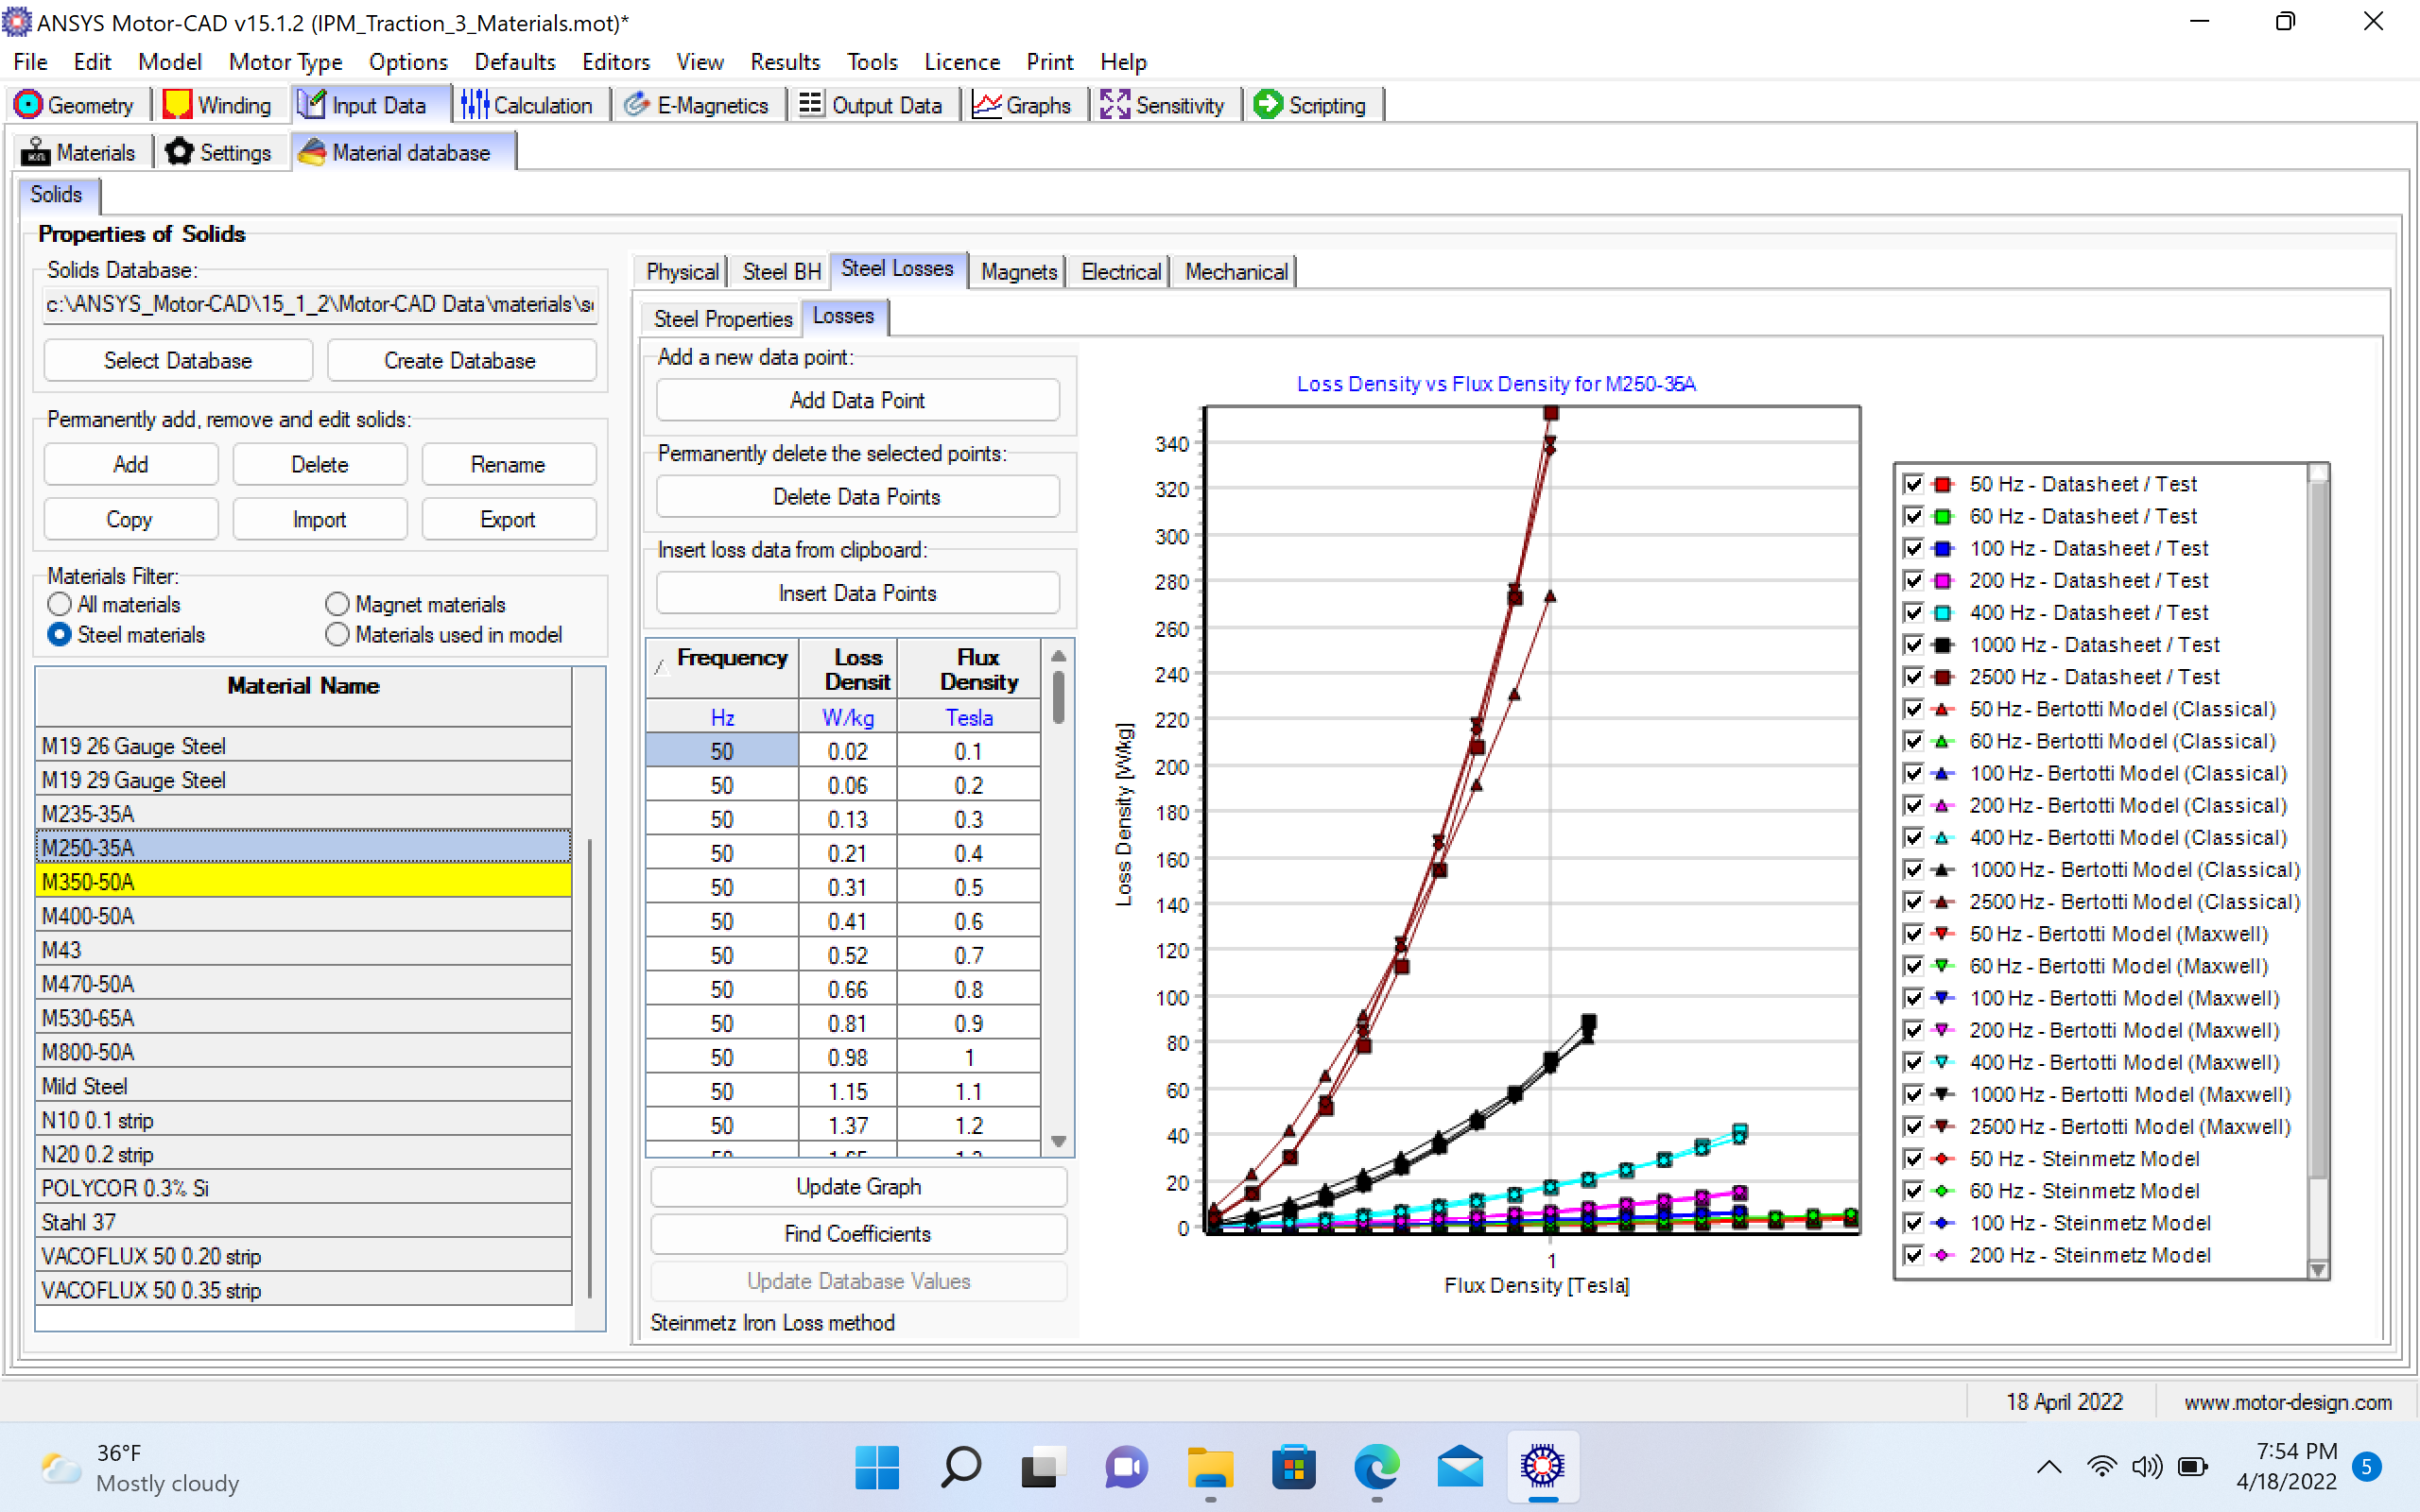 ANSYS Motor-CAD v15.1.2 (IPM_Traction_3_Materials.mot)*
File Edit Model Motor Type Options Defaults Editors View Results Tools Licence Print Help
Geometry Winding Input Data Calculation E-Magnetics Output Data Graphs Sensitivity Scripting
Materials Settings Material database
Solids
Properties of Solids
Solids Database:
c:\ANSYS_Motor-CAD\15_1_2\Motor-CAD Data\materials\s
Select Database Create Database
Permanently add, remove and edit solids:
Add Delete Rename
Copy Import Export
Materials Filter:
All materials Magnet materials
Steel materials Materials used in model
Material Name
M19 26 Gauge Steel
M19 29 Gauge Steel
M235-35A
M250-35A
M350-50A
M400-50A
M43
M470-50A
M530-65A
M800-50A
Mild Steel
N10 0.1 strip
N20 0.2 strip
POLYCOR 0.3% Si
Stahl 37
VACOFLUX 50 0.20 strip
VACOFLUX 50 0.35 strip
Physical Steel BH Steel Losses Magnets Electrical Mechanical
Steel Properties Losses
Add a new data point:
Add Data Point
Permanently delete the selected points:
Delete Data Points
Insert loss data from clipboard:
Insert Data Points
Frequency Loss Densit Flux Density
Hz W/kg Tesla
50 0.02 0.1
50 0.06 0.2
50 0.13 0.3
50 0.21 0.4
50 0.31 0.5
50 0.41 0.6
50 0.52 0.7
50 0.66 0.8
50 0.81 0.9
50 0.98 1
50 1.15 1.1
50 1.37 1.2
Update Graph
Find Coefficients
Update Database Values
Steinmetz Iron Loss method
Loss Density vs Flux Density for M250-35A
Loss Density [W/kg]
340
320
300
280
260
240
220
200
180
160
140
120
100
80
60
40
20
0
1
Flux Density [Tesla]
50 Hz - Datasheet / Test
60 Hz - Datasheet / Test
100 Hz - Datasheet / Test
200 Hz - Datasheet / Test
400 Hz - Datasheet / Test
1000 Hz - Datasheet / Test
2500 Hz - Datasheet / Test
50 Hz - Bertotti Model (Classical)
60 Hz - Bertotti Model (Classical)
100 Hz - Bertotti Model (Classical)
200 Hz - Bertotti Model (Classical)
400 Hz - Bertotti Model (Classical)
1000 Hz - Bertotti Model (Classical)
2500 Hz - Bertotti Model (Classical)
50 Hz - Bertotti Model (Maxwell)
60 Hz - Bertotti Model (Maxwell)
100 Hz - Bertotti Model (Maxwell)
200 Hz - Bertotti Model (Maxwell)
400 Hz - Bertotti Model (Maxwell)
1000 Hz - Bertotti Model (Maxwell)
2500 Hz - Bertotti Model (Maxwell)
50 Hz - Steinmetz Model
60 Hz - Steinmetz Model
100 Hz - Steinmetz Model
200 Hz - Steinmetz Model
18 April 2022 www.motor-design.com
36°F
Mostly cloudy
7:54 PM
4/18/2022
5